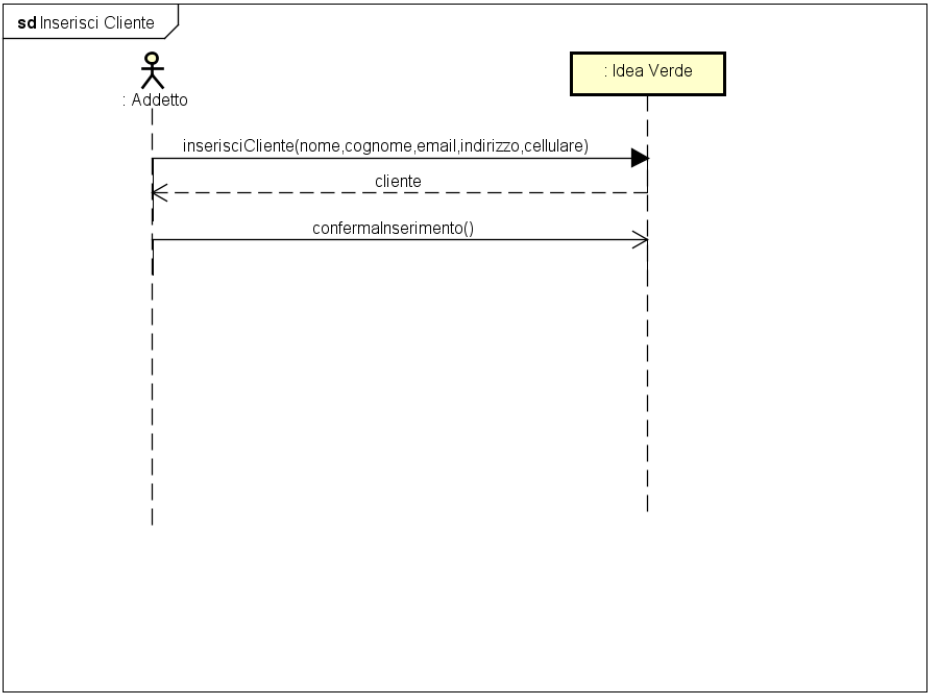 sd Inserisci Cliente
: Addetto
: Idea Verde
inserisciCliente(nome,cognome,email,indirizzo,cellulare)
cliente
confermaInserimento()